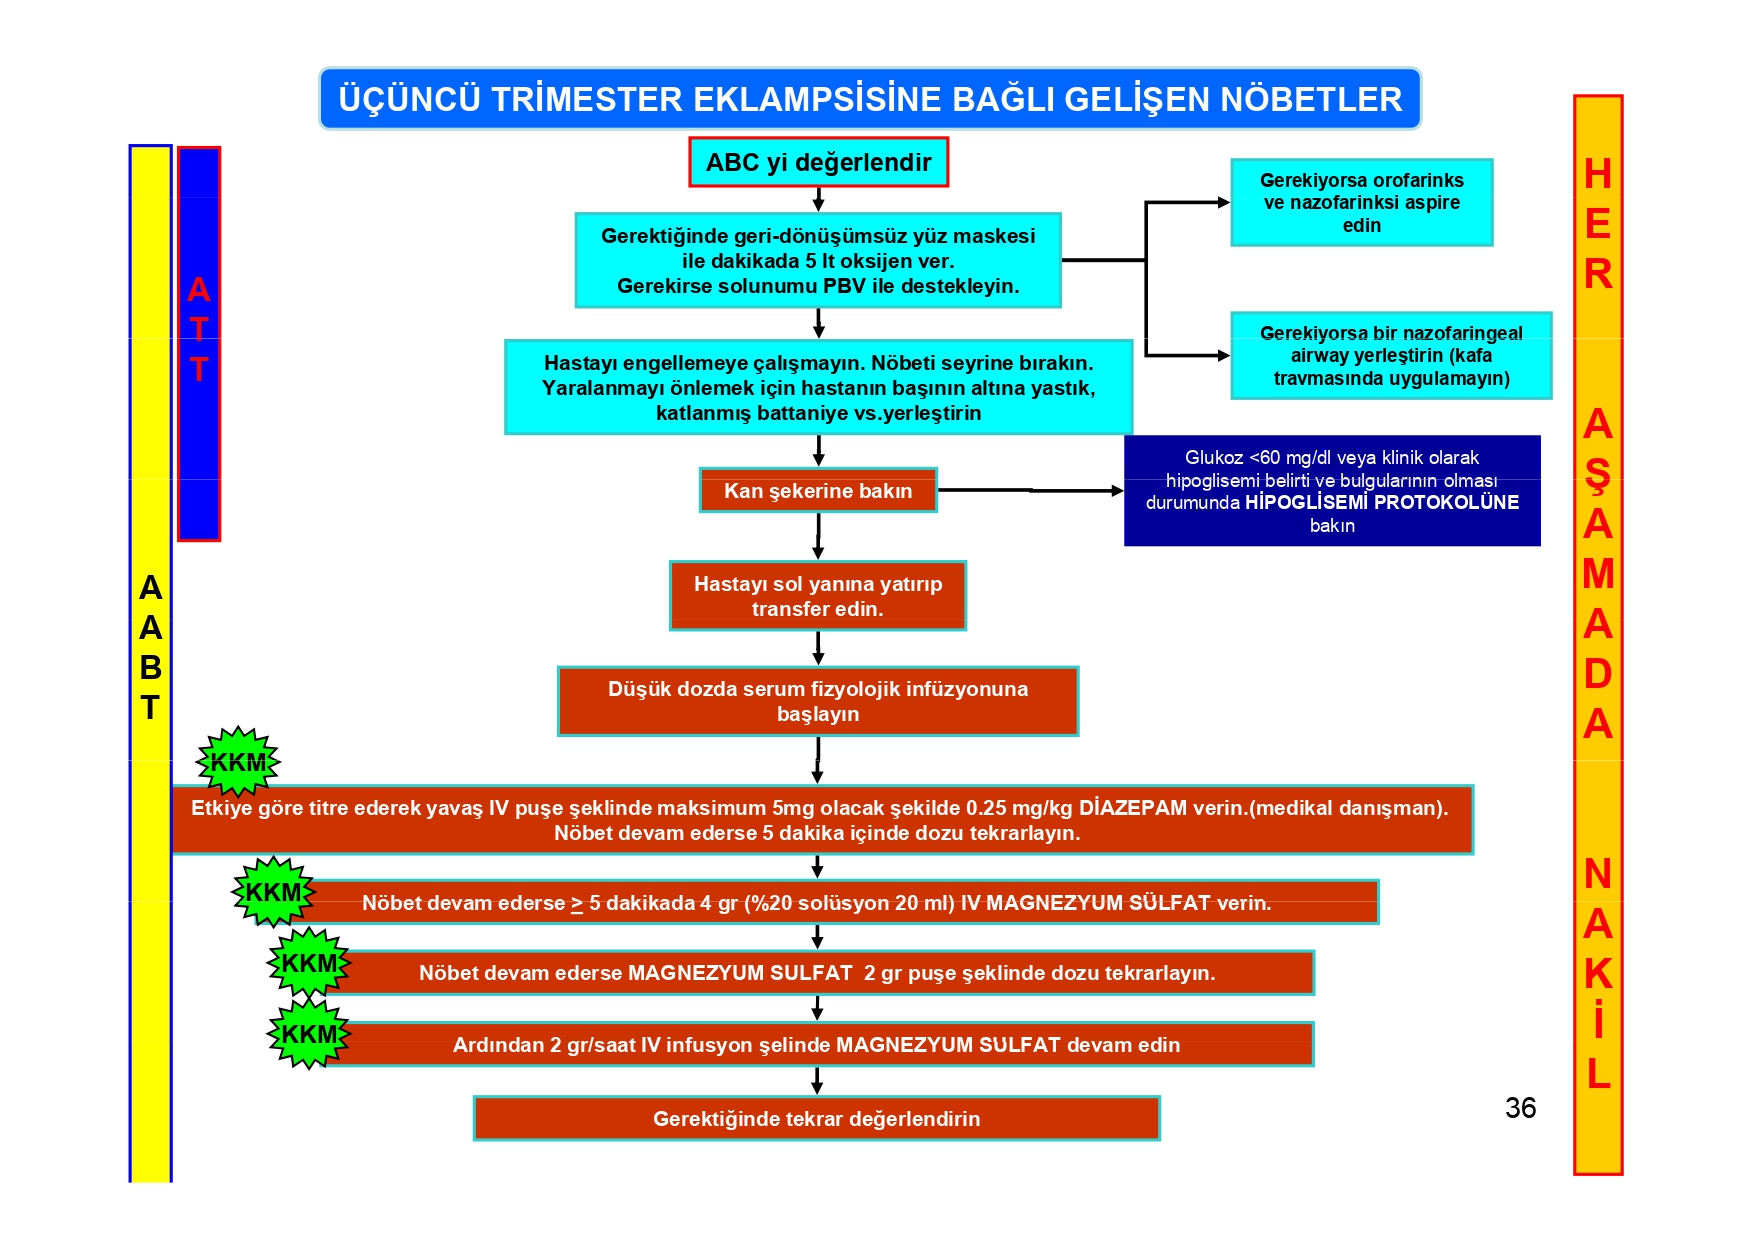 ÜÇÜNCÜ TRİMESTER EKLAMPSİSİNE BAĞLI GELİŞEN NÖBETLER
ABC yi değerlendir
Gerektiğinde geri-dönüşümsüz yüz maskesi
ile dakikada 5 lt oksijen ver.
Gerekirse solunumu PBV ile destekleyin.
Gerekiyorsa orofarinks
ve nazofarinksi aspire
edin
Gerekiyorsa bir nazofaringeal
airway yerleştirin (kafa
travmasında uygulamayın)
Hastayı engellemeye çalışmayın. Nöbeti seyrine bırakın.
Yaralanmayı önlemek için hastanın başının altına yastık,
katlanmış battaniye vs.yerleştirin
Kan şekerine bakın
Glukoz <60 mg/dl veya klinik olarak
hipoglisemi belirti ve bulgularının olması
durumunda HİPOGLİSEMİ PROTOKOLÜNE
bakın
Hastayı sol yanına yatırıp
transfer edin.
Düşük dozda serum fizyolojik infüzyonuna
başlayın
KKM
Etkiye göre titre ederek yavaş IV puşe şeklinde maksimum 5mg olacak şekilde 0.25 mg/kg DİAZEPAM verin.(medikal danışman).
Nöbet devam ederse 5 dakika içinde dozu tekrarlayın.
KKM
Nöbet devam ederse ≥ 5 dakikada 4 gr (%20 solüsyon 20 ml) IV MAGNEZYUM SÜLFAT verin.
KKM
Nöbet devam ederse MAGNEZYUM SULFAT  2 gr puşe şeklinde dozu tekrarlayın.
KKM
Ardından 2 gr/saat IV infusyon şelinde MAGNEZYUM SÜLFAT devam edin
Gerektiğinde tekrar değerlendirin
36
AABT
ATT
HER AŞAMADA NAKİL